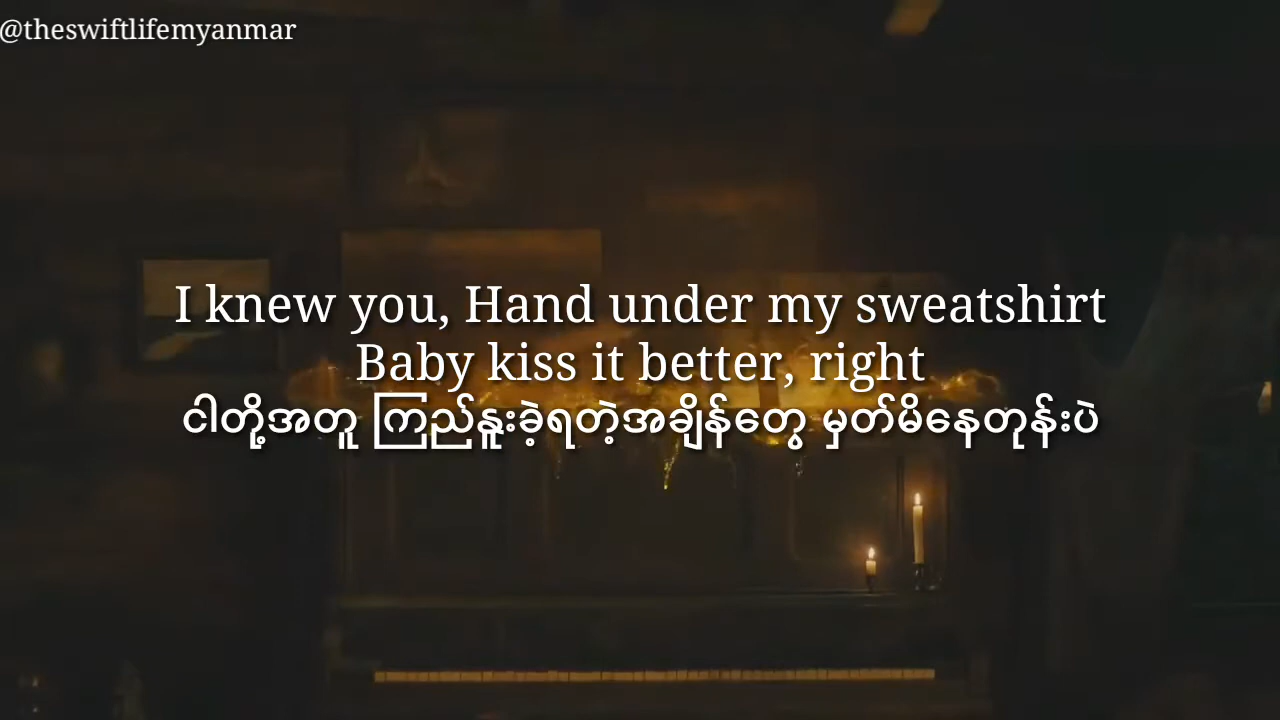 @theswiftlifemyanmar
I knew you, Hand under my sweatshirt
Baby kiss it better, right
ငါတို့အတူ ကြည်နူးခဲ့ရတဲ့အချိန်တွေ မှတ်မိနေတုန်းပဲ